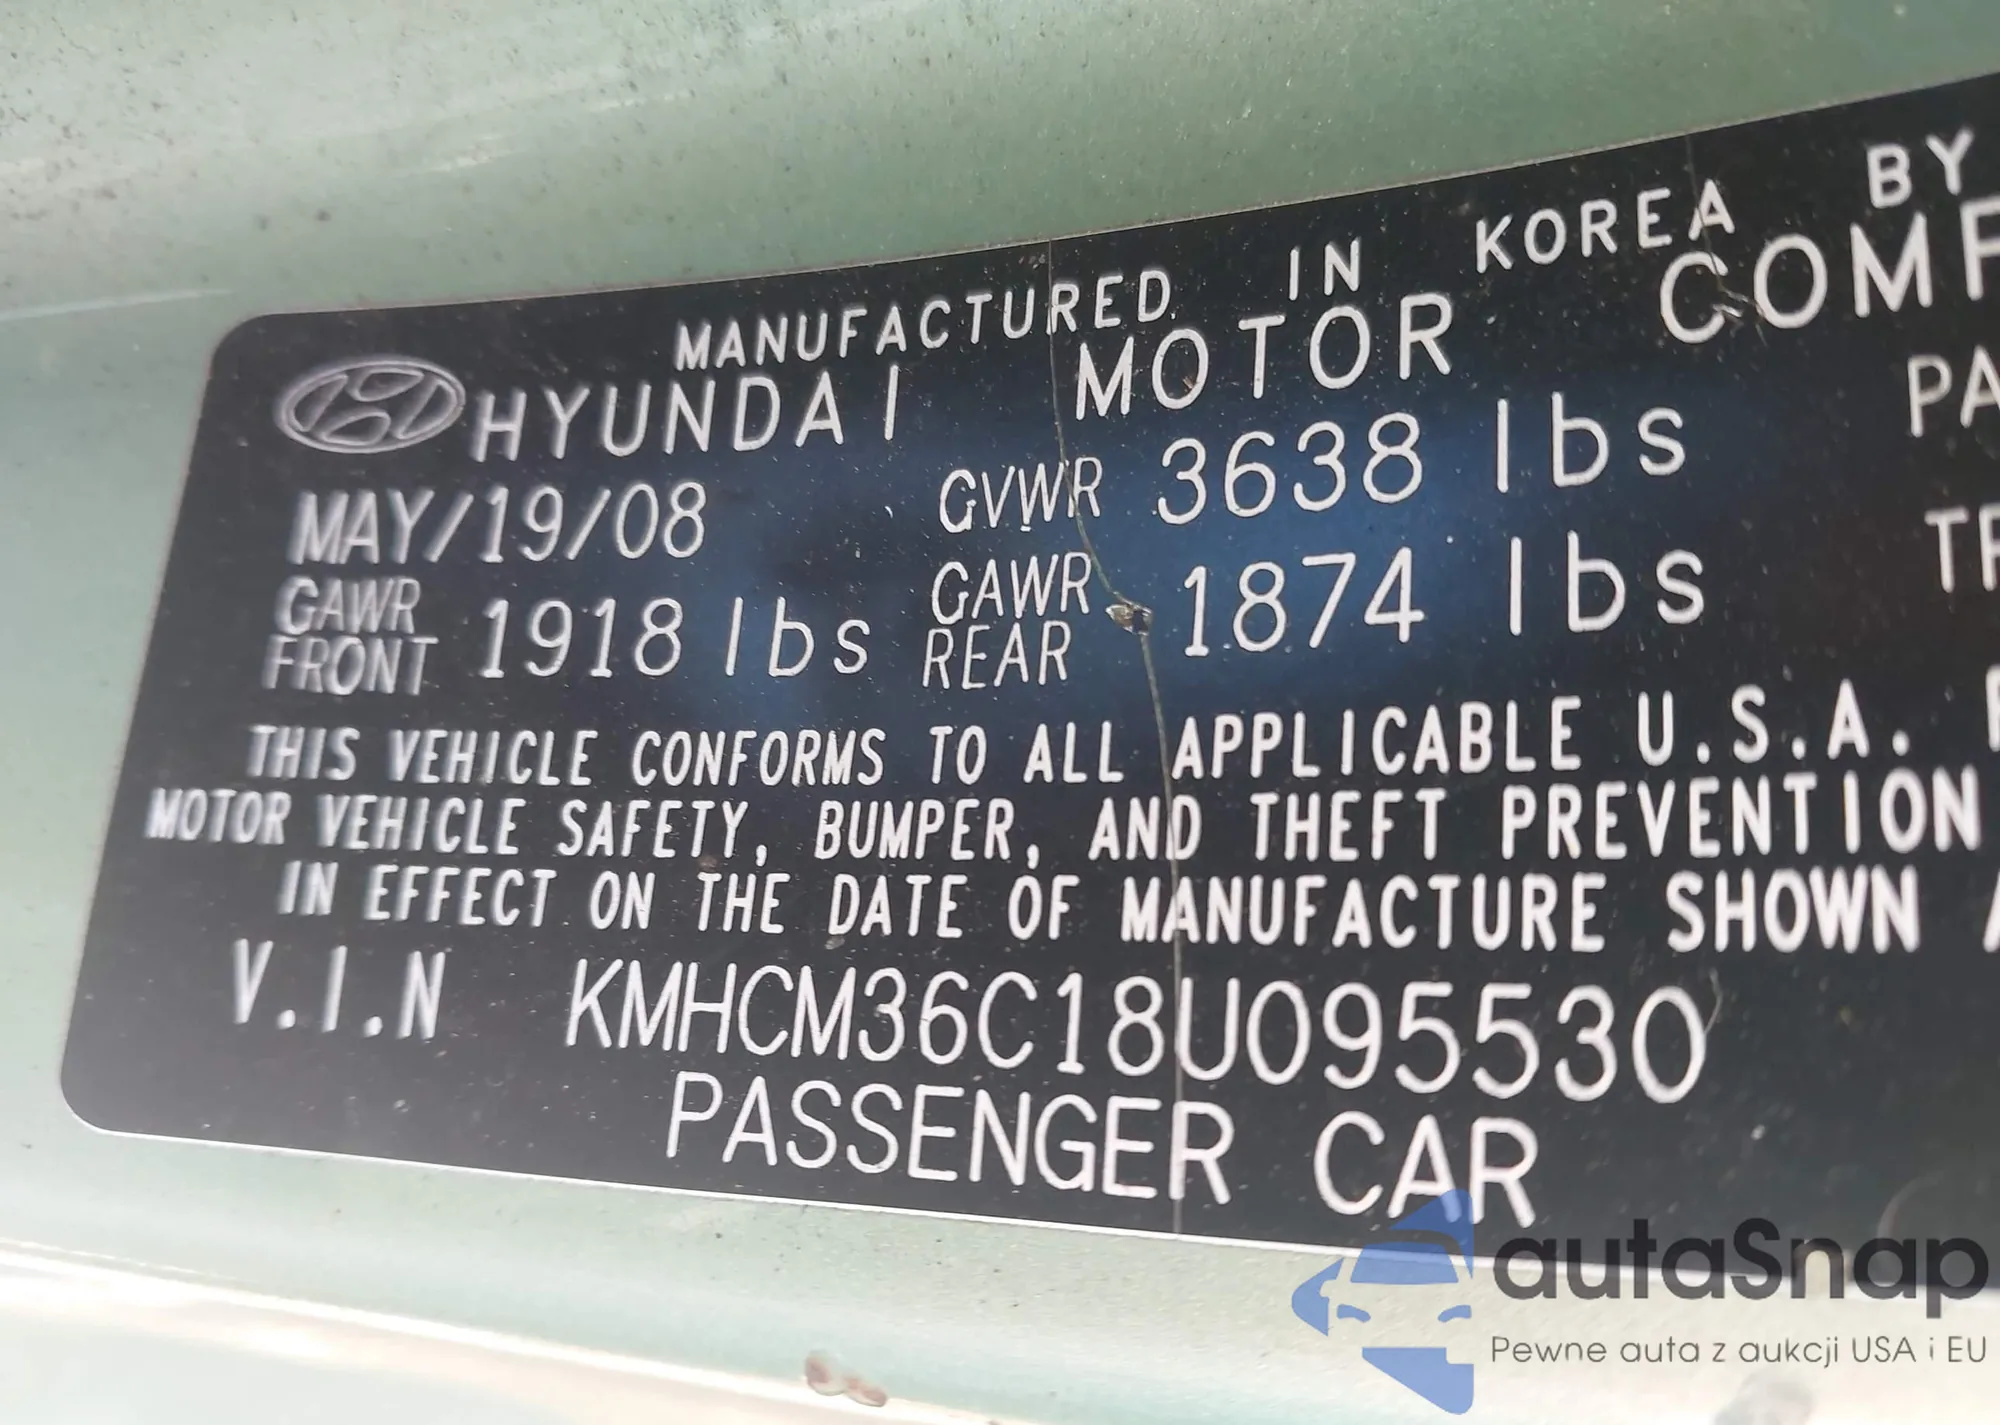 MANUFACTURED IN KOREA BY
HYUNDAI MOTOR COMP
MAY/19/08 GVWR 3638 lbs PA
GAWR FRONT 1918 lbs GAWR REAR 1874 lbs
THIS VEHICLE CONFORMS TO ALL APPLICABLE U.S.A.
MOTOR VEHICLE SAFETY, BUMPER, AND THEFT PREVENTION
IN EFFECT ON THE DATE OF MANUFACTURE SHOWN A
V.I.N KMHCM36C18U095530
PASSENGER CAR
autaSnap
Pewne auta z aukcji USA i EU